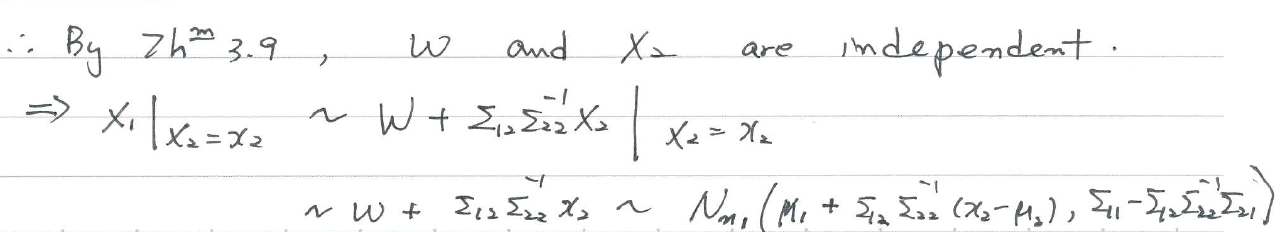 ∴ By Thᵐ 3.9 , W and X₂ are independent .
⇒ X₁|_{X₂=x₂} ~ W + Σ₁₂Σ₂₂⁻¹X₂ |_{X₂=x₂}
~ W + Σ₁₂Σ₂₂⁻¹x₂ ~ N_{m₁}(μ₁ + Σ₁₂Σ₂₂⁻¹(x₂-μ₂), Σ₁₁-Σ₁₂Σ₂₂⁻¹Σ₂₁)